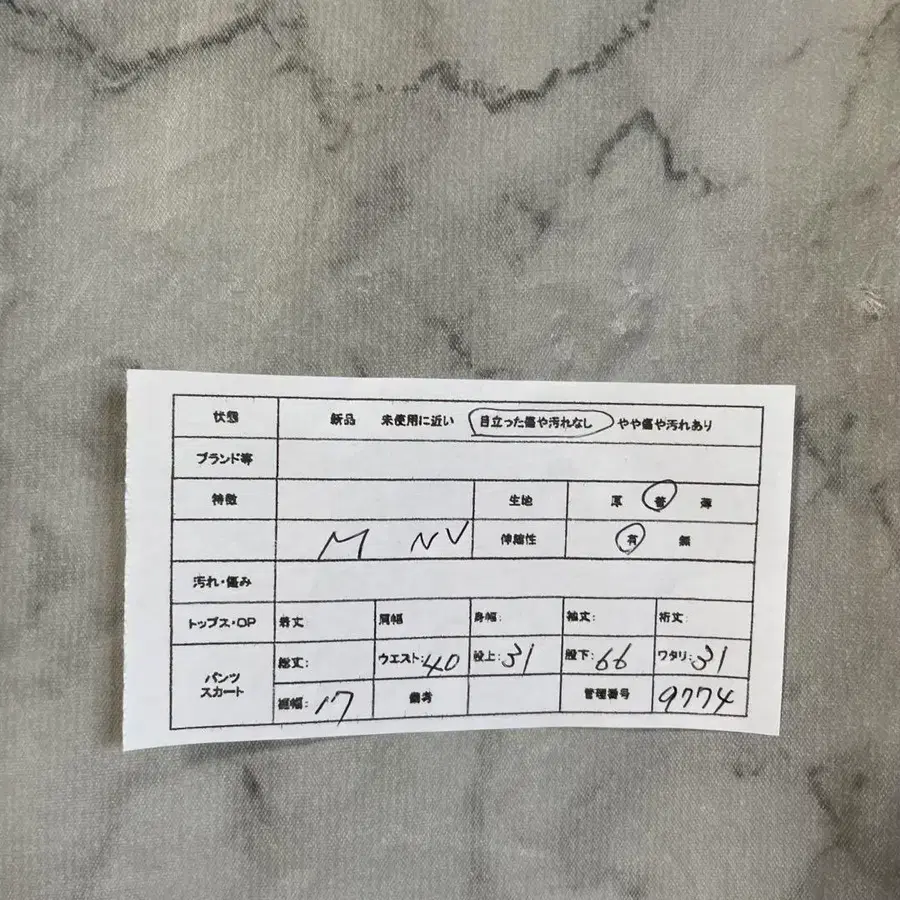 状態 新品 未使用に近い 目立った傷や汚れなし やや傷や汚れあり
ブランド等
特徴 生地 厚 普 薄
M NV 伸縮性 有 無
汚れ・傷み
トップス・OP 着丈 肩幅 身幅: 袖丈: 裄丈
パンツ スカート
総丈: ウエスト:40 股上:31 股下:66 ワタリ:31
裾幅:17 備考 管理番号 9774